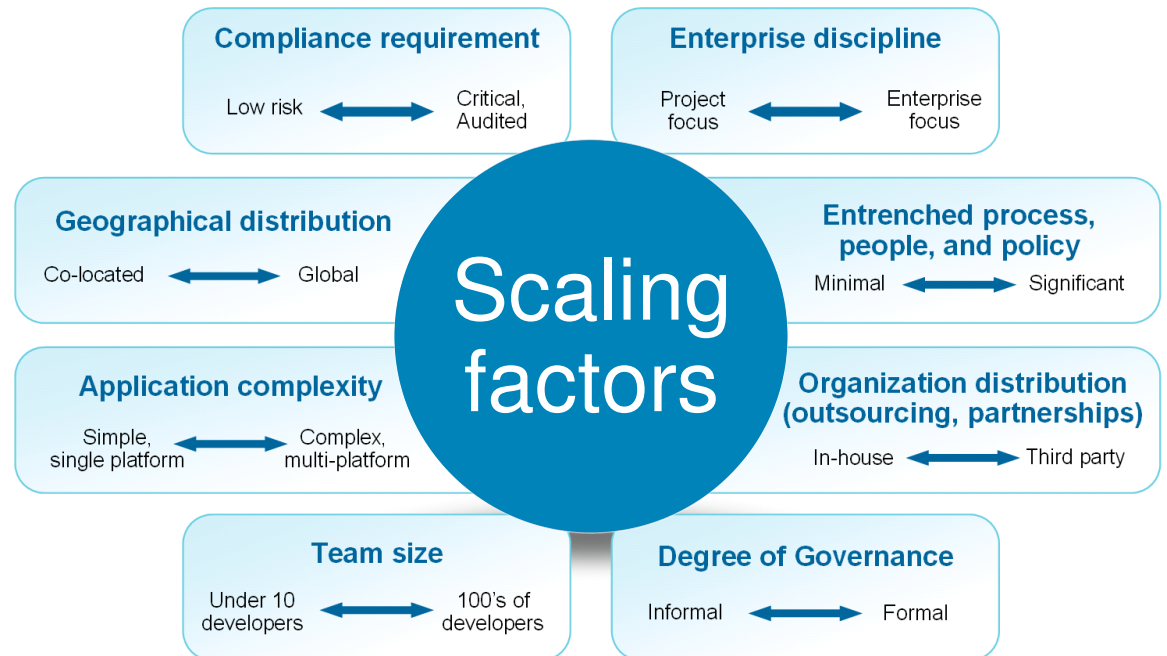 Compliance requirement
Low risk
Critical,
Audited
Enterprise discipline
Project
focus
Enterprise
focus
Geographical distribution
Co-located
Global
Entrenched process,
people, and policy
Minimal
Significant
Scaling
factors
Application complexity
Simple,
single platform
Complex,
multi-platform
Organization distribution
(outsourcing, partnerships)
In-house
Third party
Team size
Under 10
developers
100's of
developers
Degree of Governance
Informal
Formal